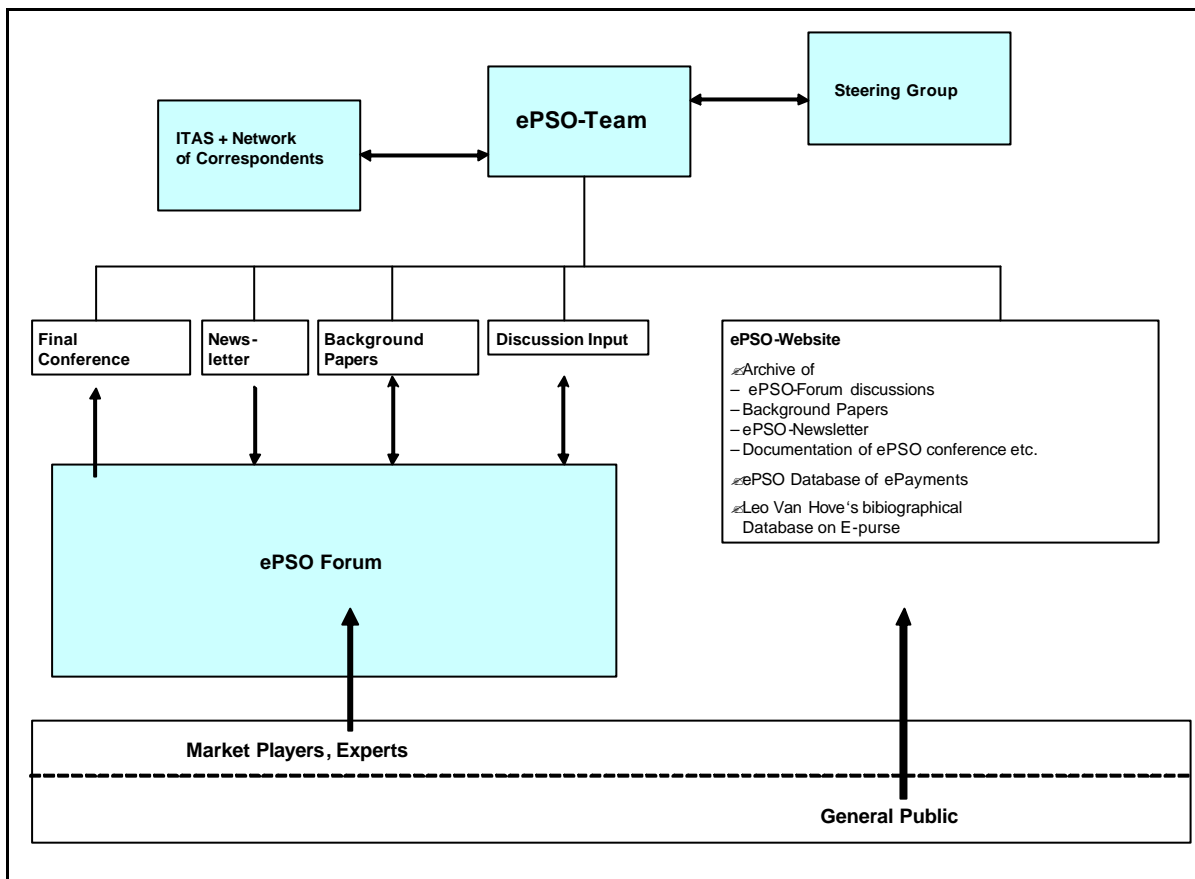 Steering Group
ePSO-Team
ITAS + Network
of Correspondents
Final
Conference
News-
letter
Background
Papers
Discussion Input
ePSO-Website
Archive of
– ePSO-Forum discussions
– Background Papers
– ePSO-Newsletter
– Documentation of ePSO conference etc.
ePSO Database of ePayments
Leo Van Hove‘s bibiographical
Database on E-purse
ePSO Forum
Market Players, Experts
General Public